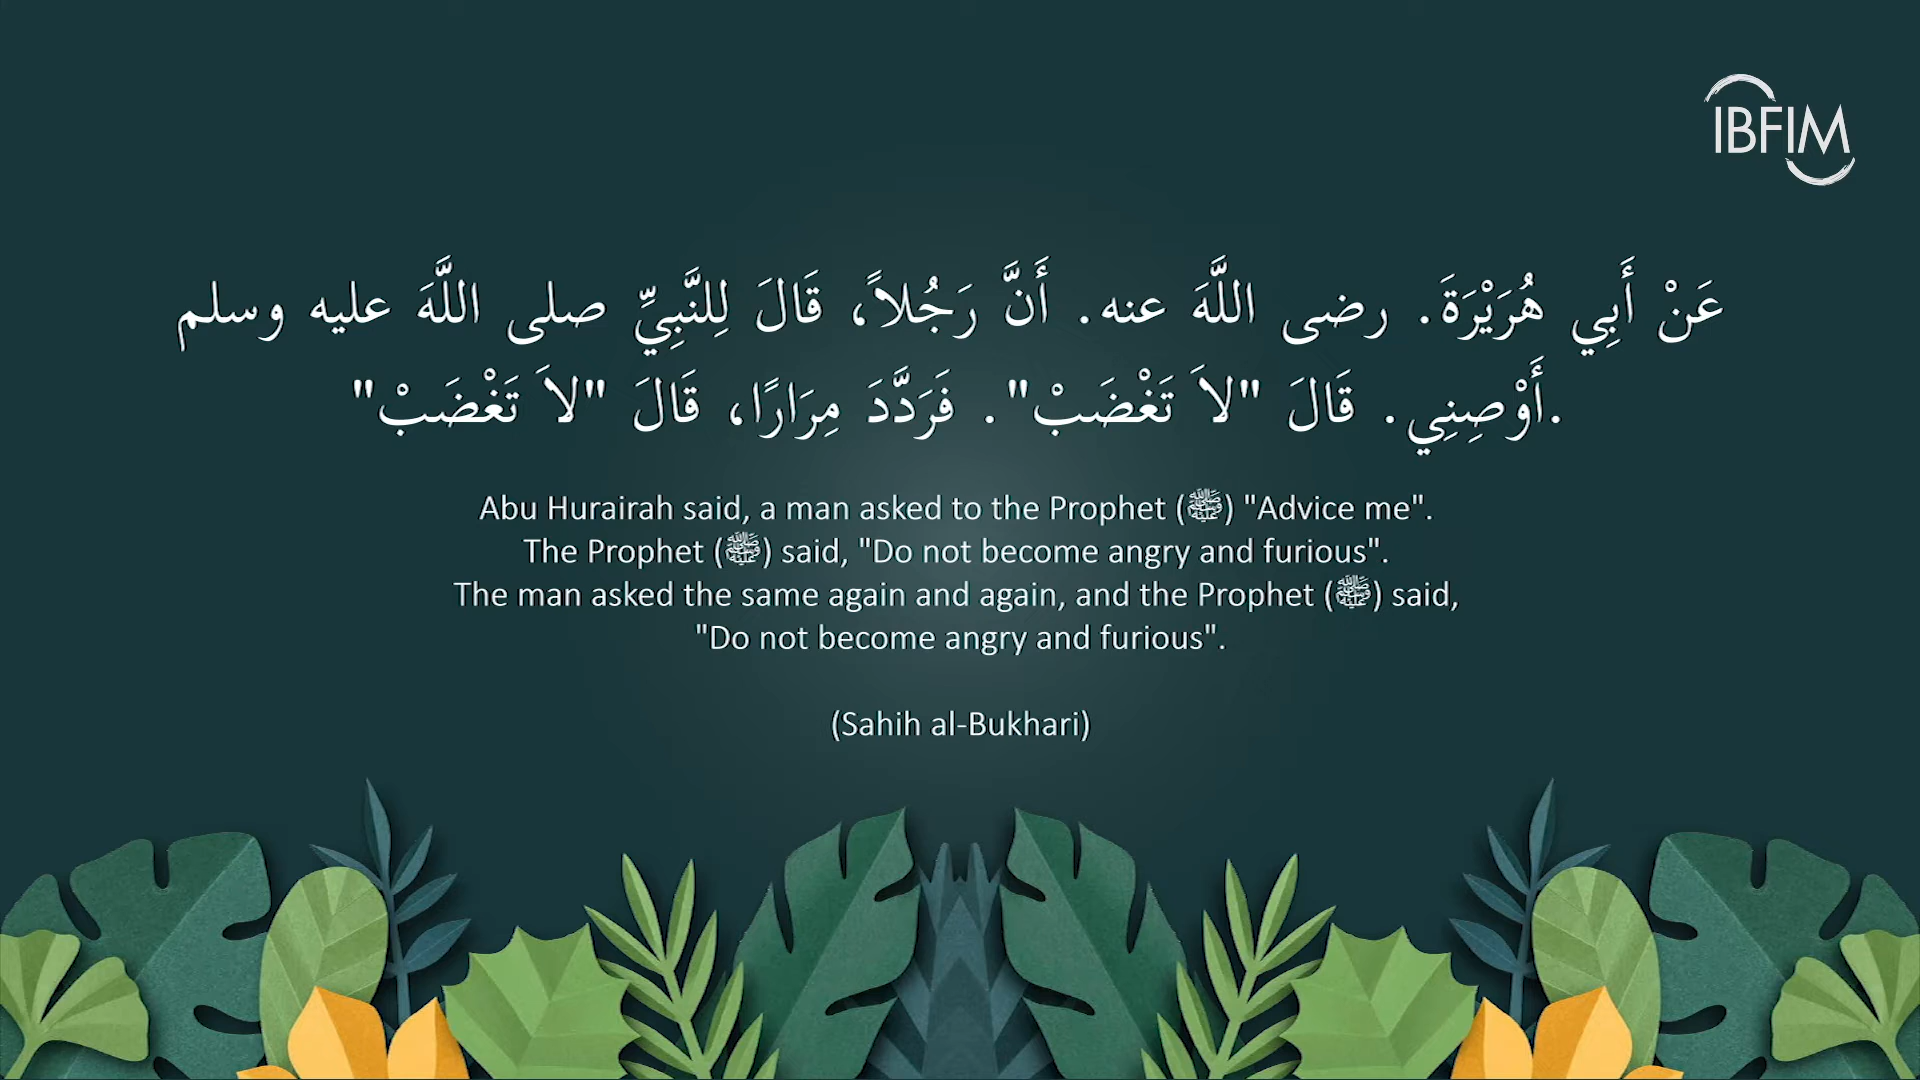 IBFIM
عَنْ أَبِي هُرَيْرَةَ. رضى اللَّهَ عنه. أَنَّ رَجُلاً، قَالَ لِلنَّبِيِّ صلى اللَّهَ عليه وسلم
.أَوْصِنِي. قَالَ "لاَ تَغْضَبْ". فَرَدَّدَ مِرَارًا، قَالَ "لاَ تَغْضَبْ"
Abu Hurairah said, a man asked to the Prophet (ﷺ) "Advice me".
The Prophet (ﷺ) said, "Do not become angry and furious".
The man asked the same again and again, and the Prophet (ﷺ) said,
"Do not become angry and furious".
(Sahih al-Bukhari)